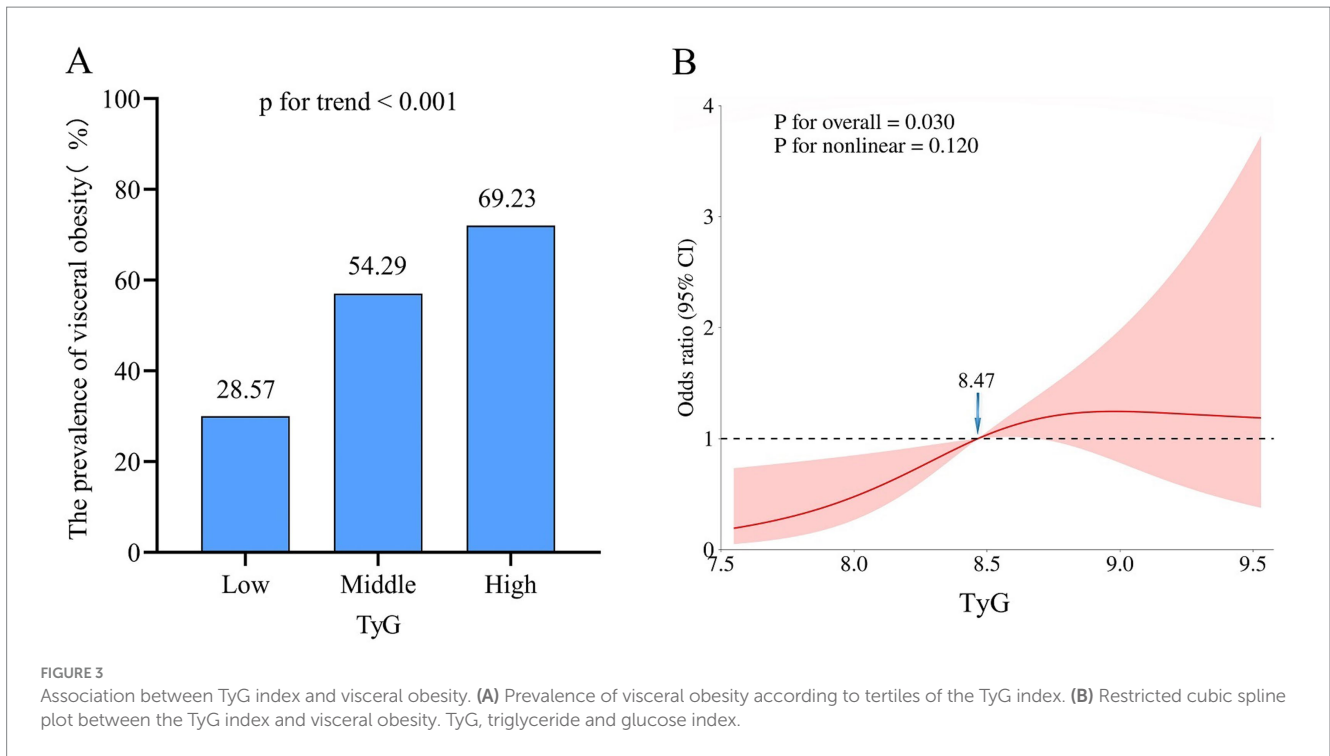 A
p for trend < 0.001
The prevalence of visceral obesity( %)
100
80
60
40
20
0
28.57
54.29
69.23
Low Middle High
TyG
B
P for overall = 0.030
P for nonlinear = 0.120
Odds ratio (95% CI)
4
3
2
1
0
8.47
7.5 8.0 8.5 9.0 9.5
TyG
FIGURE 3
Association between TyG index and visceral obesity. (A) Prevalence of visceral obesity according to tertiles of the TyG index. (B) Restricted cubic spline
plot between the TyG index and visceral obesity. TyG, triglyceride and glucose index.